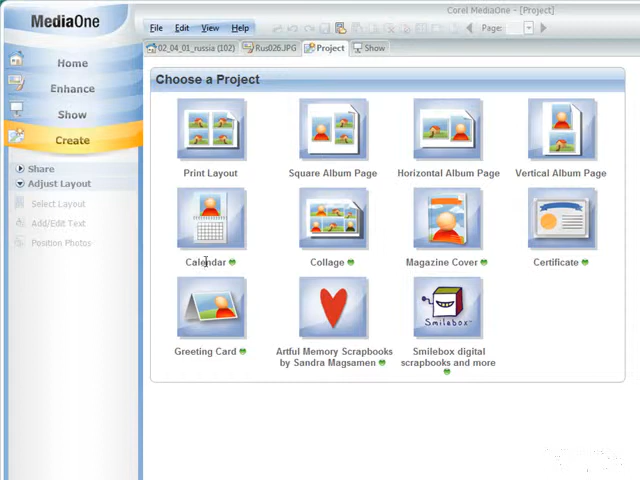 MediaOne
Corel MediaOne - [Project]
File Edit View Help
Page:
02_04_01_russia (102) Rus026.JPG Project Show
Home
Enhance
Show
Create
Share
Adjust Layout
Select Layout
Add/Edit Text
Position Photos
Choose a Project
Print Layout
Square Album Page
Horizontal Album Page
Vertical Album Page
Calendar
Collage
Magazine Cover
Certificate
Smilebox
Greeting Card
Artful Memory Scrapbooks
by Sandra Magsamen
Smilebox digital
scrapbooks and more